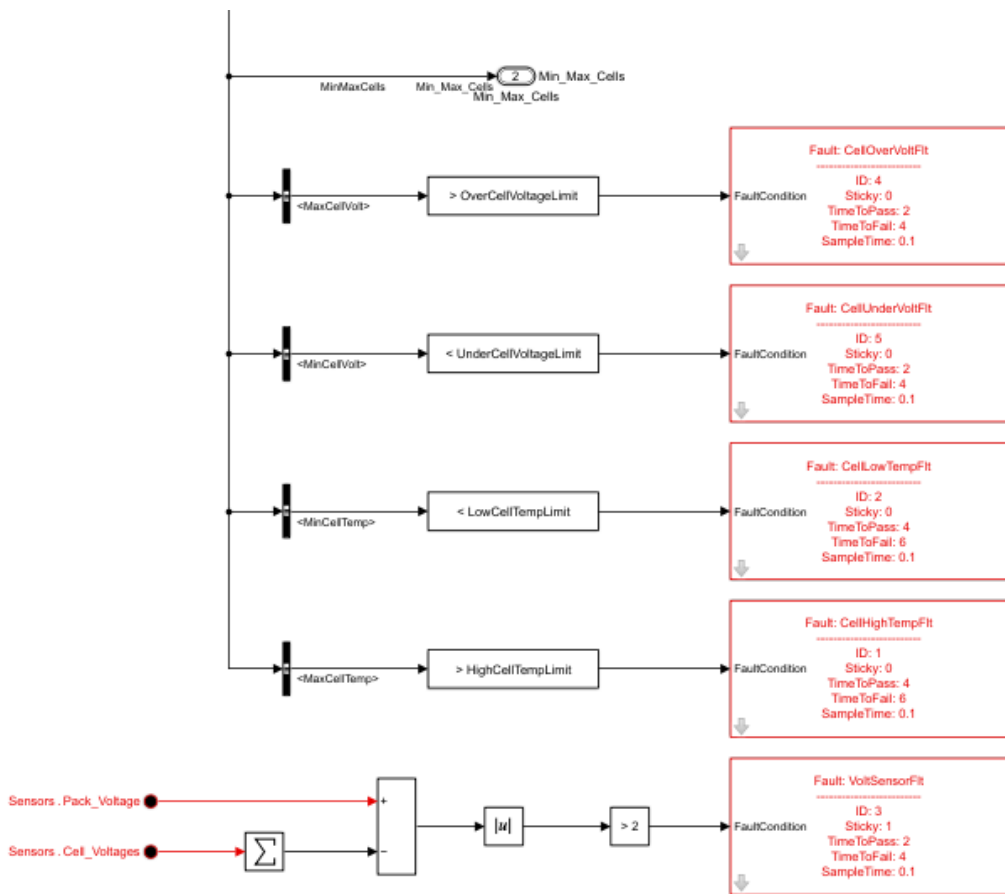 2
Min_Max_Cells
MinMaxCells
Min_Max_Cells
Min_Max_Cells
<MaxCellVolt>
> OverCellVoltageLimit
FaultCondition
Fault: CellOverVoltFlt
-------------------------
ID: 4
Sticky: 0
TimeToPass: 2
TimeToFail: 4
SampleTime: 0.1
<MinCellVolt>
< UnderCellVoltageLimit
FaultCondition
Fault: CellUnderVoltFlt
-------------------------
ID: 5
Sticky: 0
TimeToPass: 2
TimeToFail: 4
SampleTime: 0.1
<MinCellTemp>
< LowCellTempLimit
FaultCondition
Fault: CellLowTempFlt
-------------------------
ID: 2
Sticky: 0
TimeToPass: 4
TimeToFail: 6
SampleTime: 0.1
<MaxCellTemp>
> HighCellTempLimit
FaultCondition
Fault: CellHighTempFlt
-------------------------
ID: 1
Sticky: 0
TimeToPass: 4
TimeToFail: 6
SampleTime: 0.1
Sensors . Pack_Voltage
Sensors . Cell_Voltages
∑
+
−
|u|
> 2
FaultCondition
Fault: VoltSensorFlt
-------------------------
ID: 3
Sticky: 1
TimeToPass: 2
TimeToFail: 4
SampleTime: 0.1